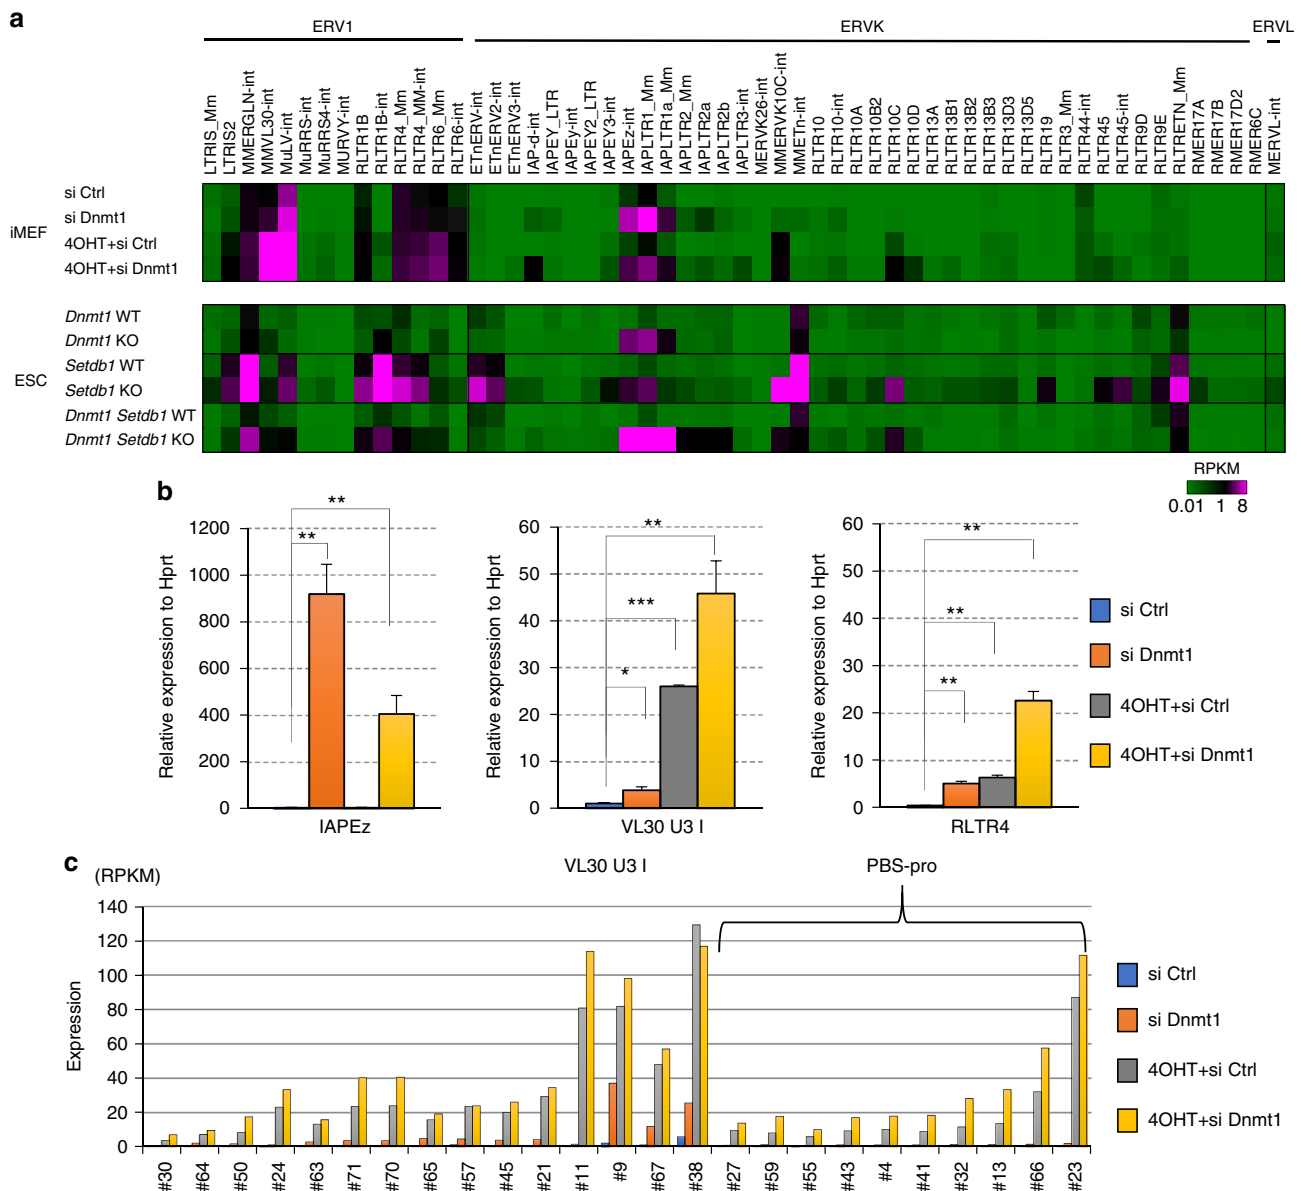 a
ERV1 ERVK ERVL
LTRIS_Mm
LTRIS2
MMERGLN-int
MMVL30-int
MuLV-int
MuRRS-int
MuRRS4-int
MURVY-int
RLTR1B
RLTR1B-int
RLTR4_Mm
RLTR4_MM-int
RLTR6_Mm
RLTR6-int
ETnERV-int
ETnERV2-int
ETnERV3-int
IAP-d-int
IAPEY_LTR
IAPEy-int
IAPEY2_LTR
IAPEY3-int
IAPEz-int
IAPLTR1_Mm
IAPLTR1a_Mm
IAPLTR2_Mm
IAPLTR2a
IAPLTR2b
IAPLTR3-int
MERVK26-int
MMERVK10C-int
MMETn-int
RLTR10
RLTR10-int
RLTR10A
RLTR10B2
RLTR10C
RLTR10D
RLTR13A
RLTR13B1
RLTR13B2
RLTR13B3
RLTR13D3
RLTR13D5
RLTR19
RLTR3_Mm
RLTR44-int
RLTR45
RLTR45-int
RLTR9D
RLTR9E
RLTRETN_Mm
RMER17A
RMER17B
RMER17D2
RMER6C
MERVL-int
iMEF
si Ctrl
si Dnmt1
4OHT+si Ctrl
4OHT+si Dnmt1
ESC
Dnmt1 WT
Dnmt1 KO
Setdb1 WT
Setdb1 KO
Dnmt1 Setdb1 WT
Dnmt1 Setdb1 KO
RPKM
0.01 1 8
b
Relative expression to Hprt
1200
1000
800
600
400
200
0
**
**
IAPEz
Relative expression to Hprt
60
50
40
30
20
10
0
**
***
*
VL30 U3 I
Relative expression to Hprt
60
50
40
30
20
10
0
**
**
**
RLTR4
si Ctrl
si Dnmt1
4OHT+si Ctrl
4OHT+si Dnmt1
c
(RPKM)
VL30 U3 I
PBS-pro
Expression
140
120
100
80
60
40
20
0
#30
#64
#50
#24
#63
#71
#70
#65
#57
#45
#21
#11
#9
#67
#38
#27
#59
#55
#43
#4
#41
#32
#13
#66
#23
si Ctrl
si Dnmt1
4OHT+si Ctrl
4OHT+si Dnmt1